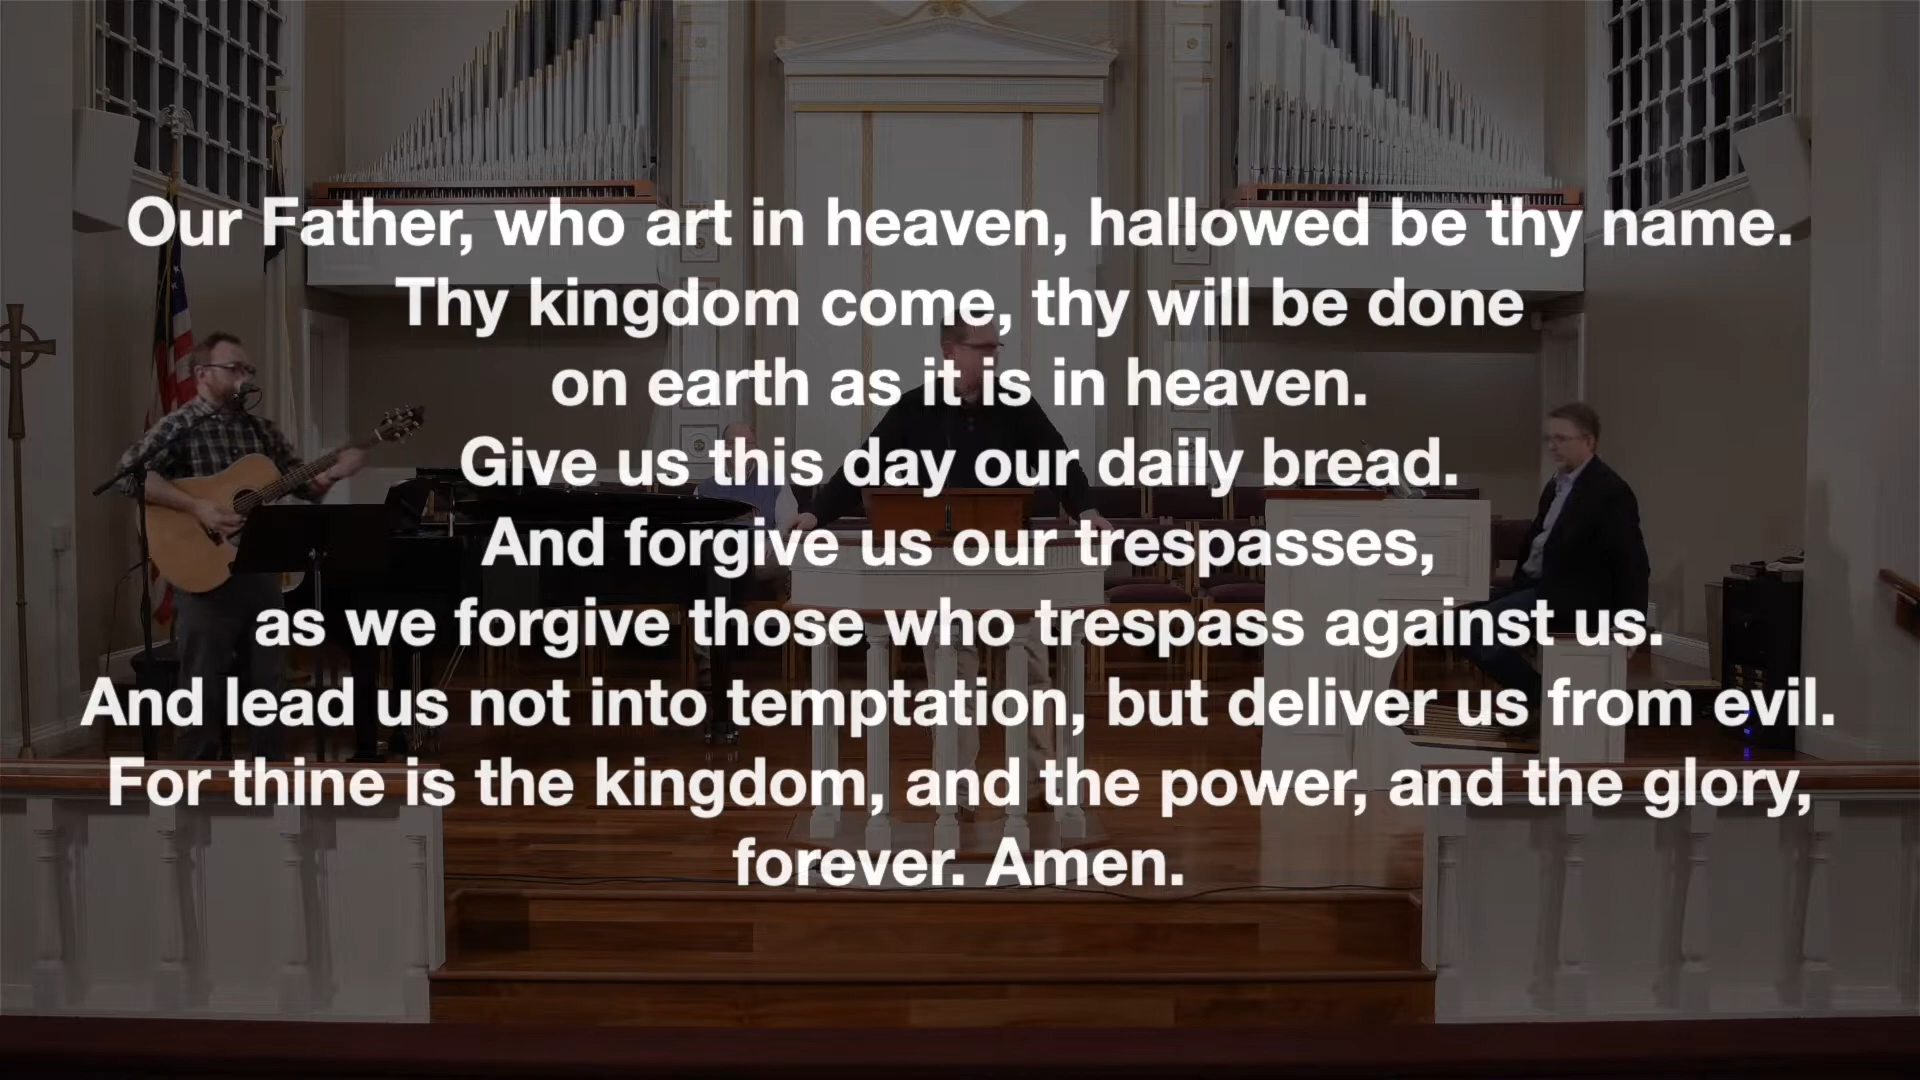 Our Father, who art in heaven, hallowed be thy name.
Thy kingdom come, thy will be done
on earth as it is in heaven.
Give us this day our daily bread.
And forgive us our trespasses,
as we forgive those who trespass against us.
And lead us not into temptation, but deliver us from evil.
For thine is the kingdom, and the power, and the glory,
forever. Amen.